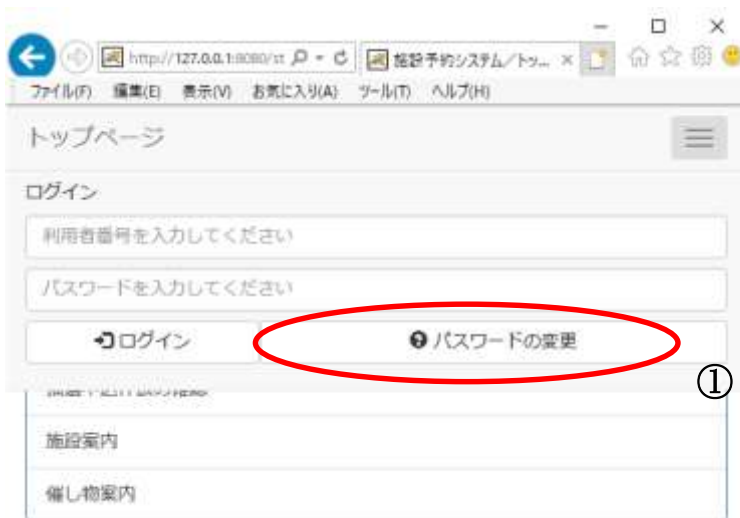 http://127.0.0.1:8080/st
施設予約システム/トッ...
ファイル(F) 編集(E) 表示(V) お気に入り(A) ツール(T) ヘルプ(H)
トップページ
ログイン
利用者番号を入力してください
パスワードを入力してください
ログイン パスワードの変更
①
施設案内
催し物案内